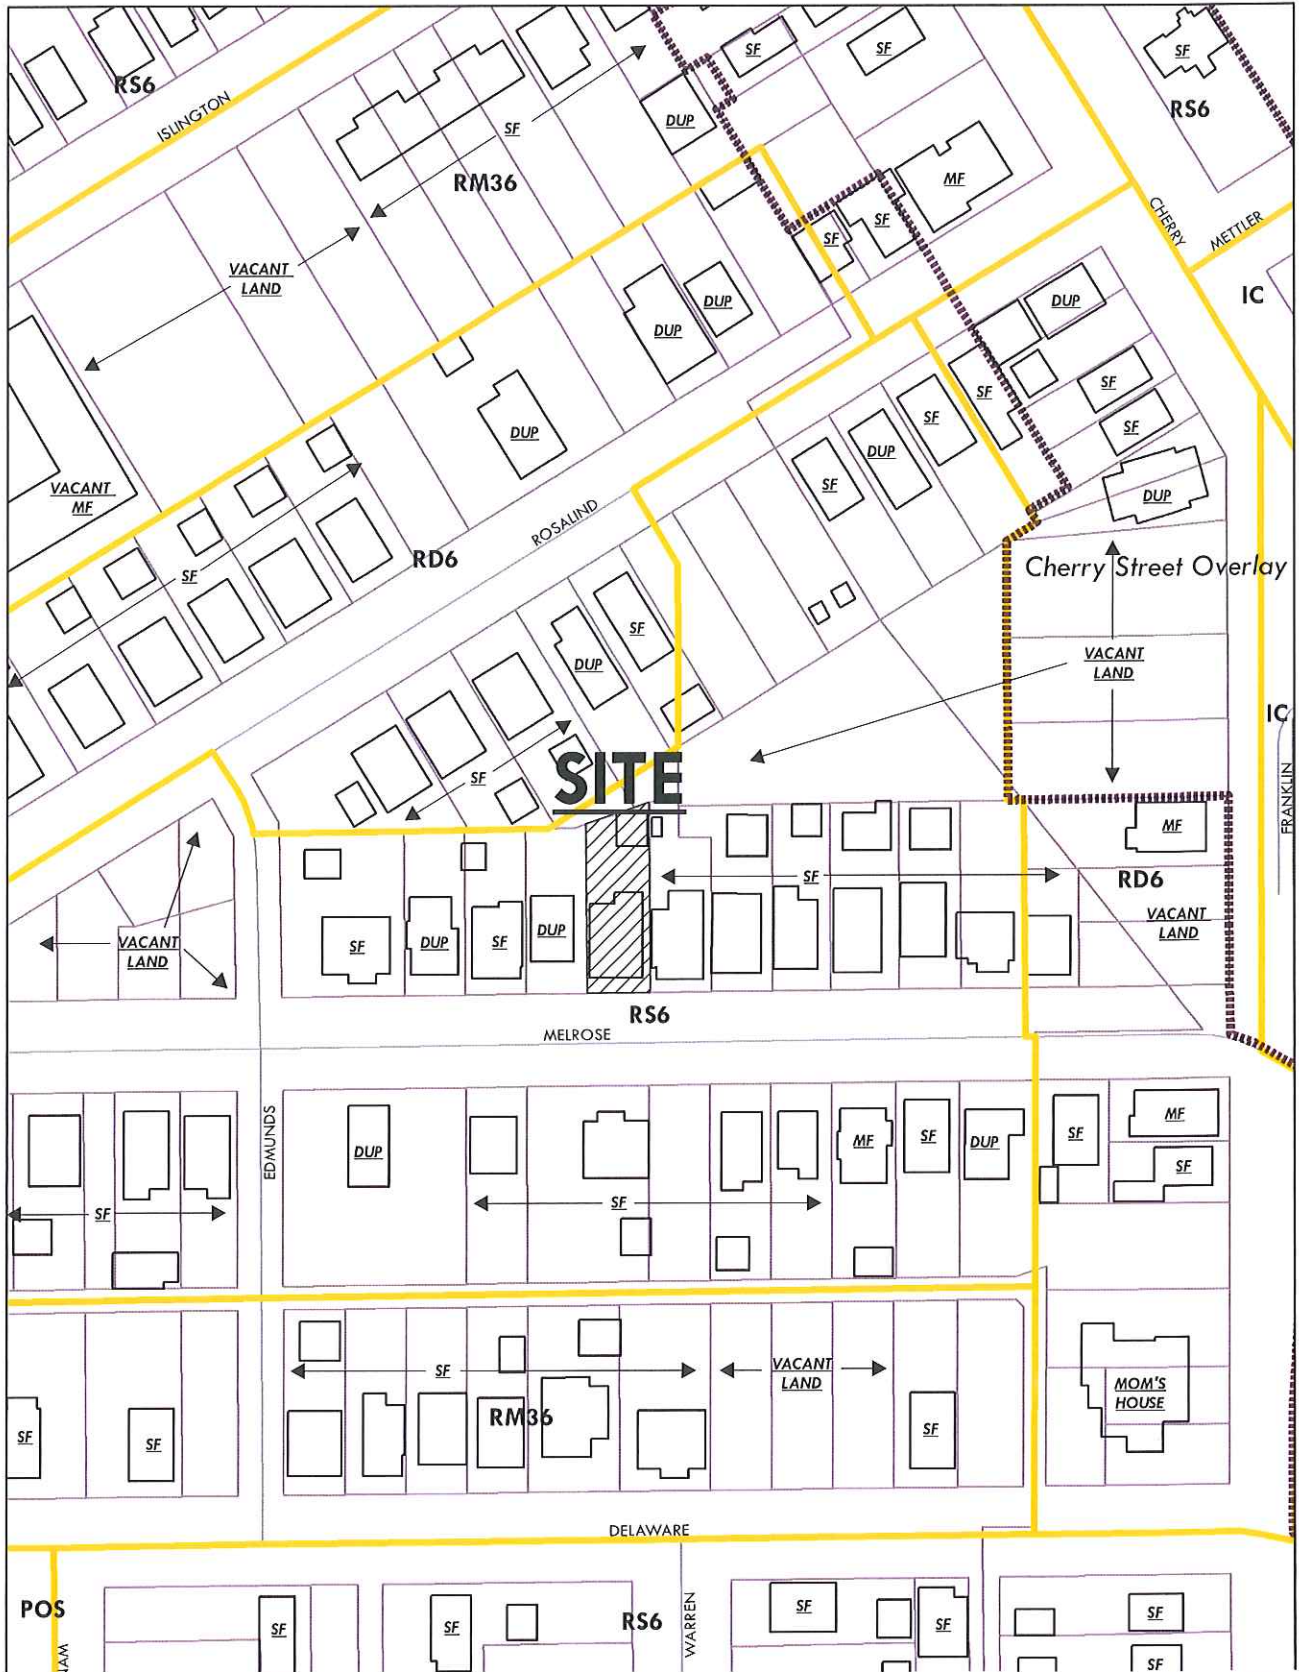 SF
SF
SF
RS6
RS6
ISLINGTON
DUP
SF
RM36
MF
CHERRY
METTLER
SF
SF
VACANT
LAND
IC
DUP
DUP
DUP
SF
SF
SF
SF
DUP
DUP
SF
VACANT
MF
DUP
ROSALIND
RD6
Cherry Street Overlay
SF
SF
DUP
VACANT
LAND
IC
SITE
SF
FRANKLIN
MF
SF
RD6
VACANT
LAND
VACANT
LAND
SF
DUP
SF
DUP
RS6
MELROSE
EDMUNDS
DUP
MF
SF
DUP
SF
MF
SF
SF
SF
SF
VACANT
LAND
MOM'S
HOUSE
RM36
SF
SF
SF
DELAWARE
POS
SF
SF
RS6
WARREN
SF
SF
SF
SF